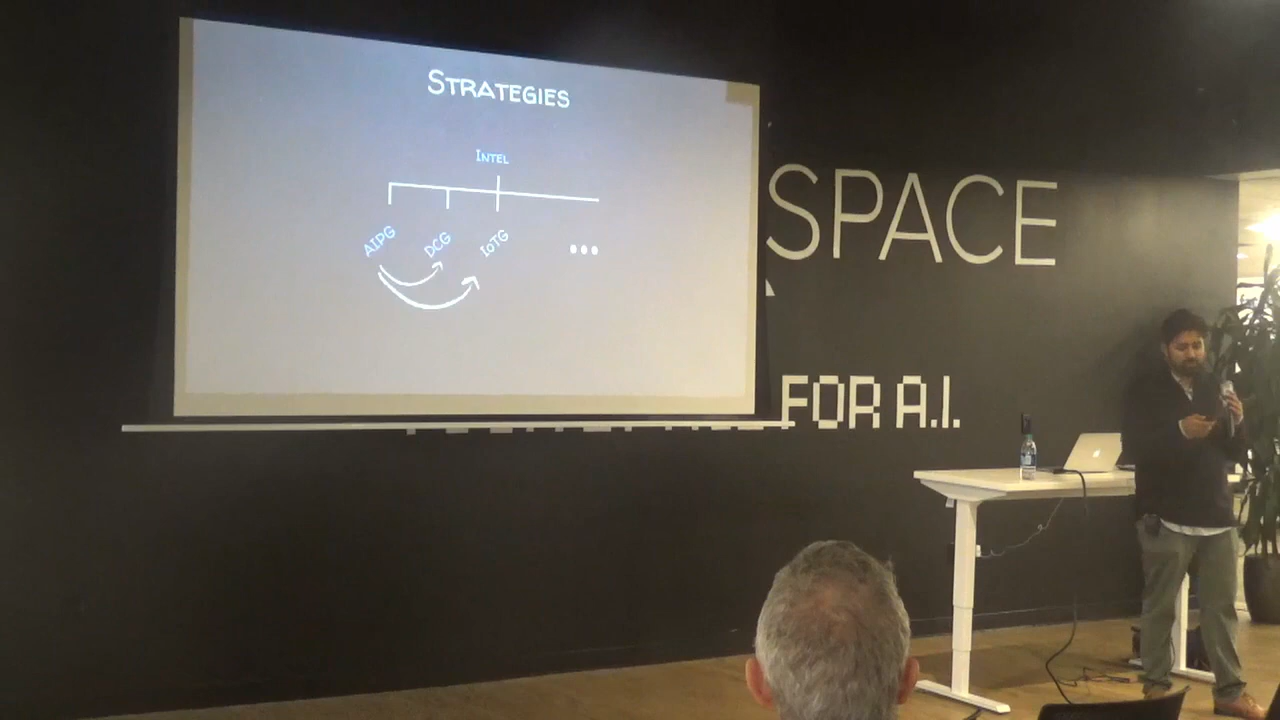 STRATEGIES
INTEL
AIPG
DCG
IOTG
...
SPACE
FOR A.I.